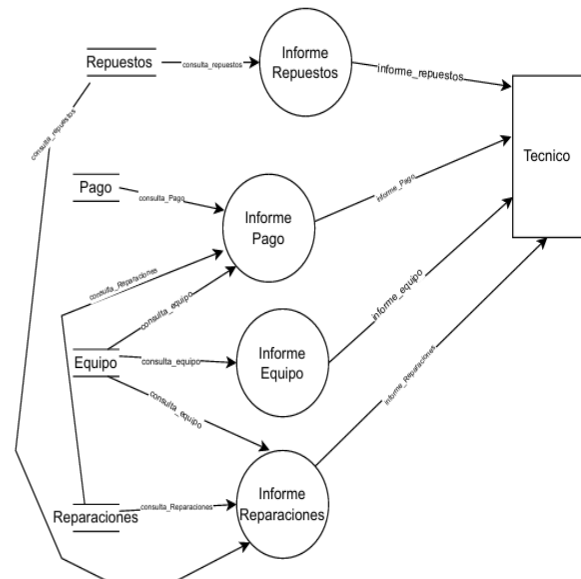 Informe
Repuestos
Repuestos
consulta_repuestos
informe_repuestos
consulta_repuestos
Tecnico
Pago
consulta_Pago
informe_Pago
Informe
Pago
consulta_Reparaciones
consulta_equipo
informe_equipo
Equipo
consulta_equipo
Informe
Equipo
consulta_equipo
informe_Reparaciones
Informe
Reparaciones
Reparaciones
consulta_Reparaciones